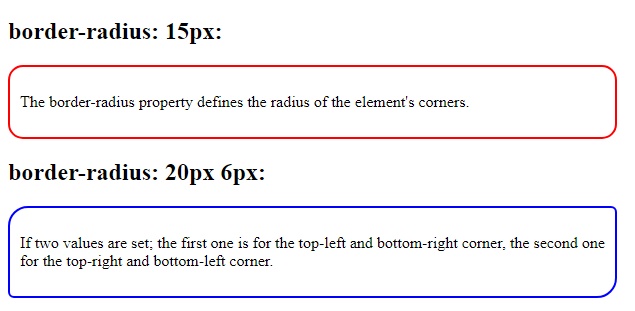 border-radius: 15px:
The border-radius property defines the radius of the element's corners.
border-radius: 20px 6px:
If two values are set; the first one is for the top-left and bottom-right corner, the second one
for the top-right and bottom-left corner.